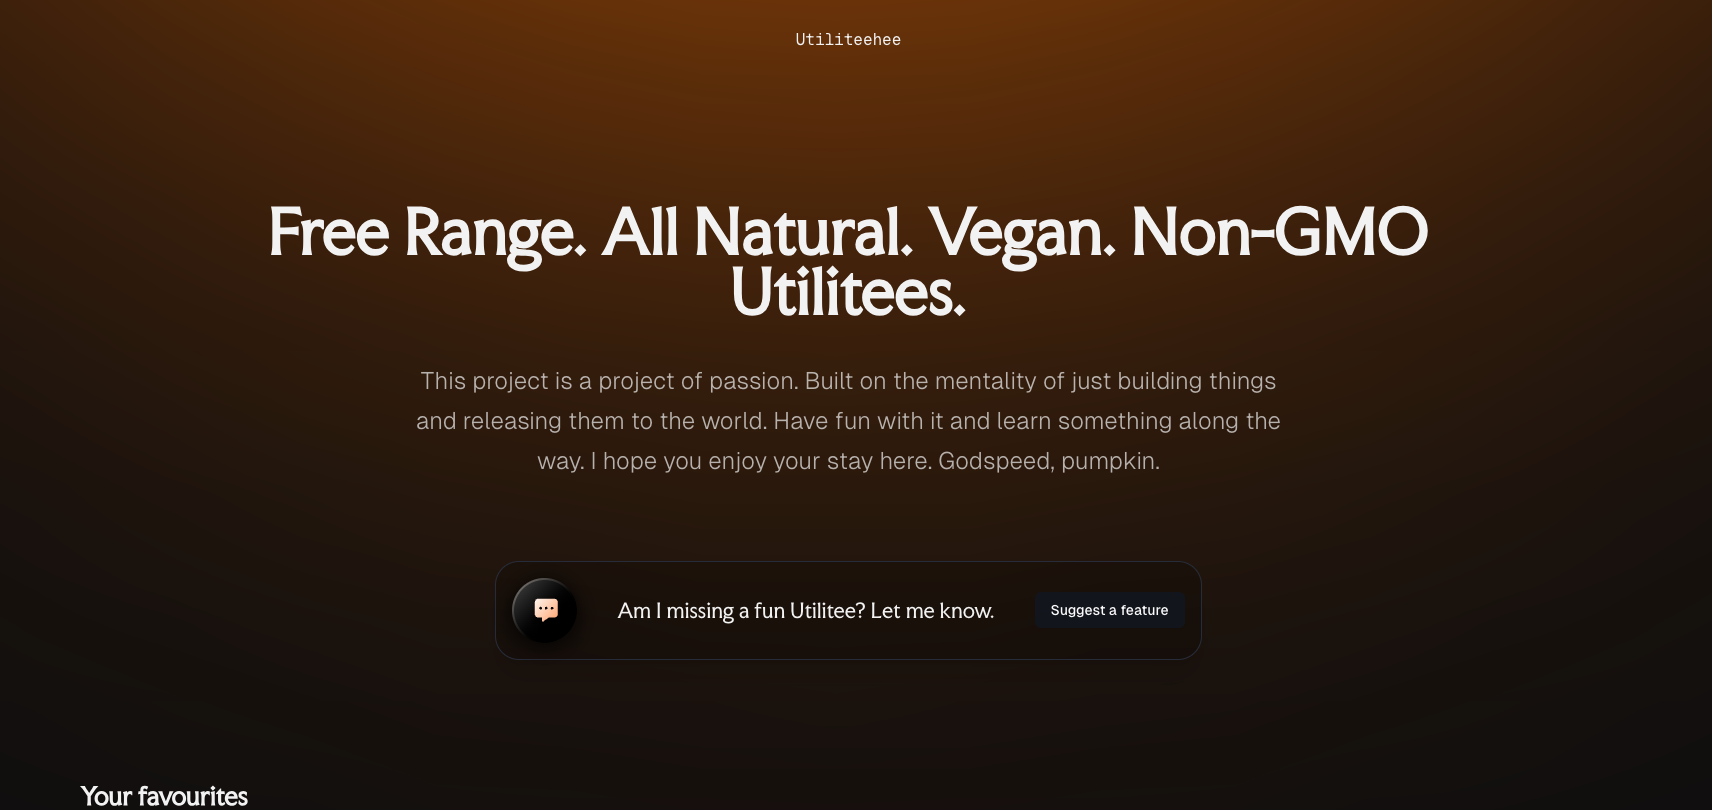 Utiliteehee
Free Range. All Natural. Vegan. Non-GMO
Utilitees.
This project is a project of passion. Built on the mentality of just building things
and releasing them to the world. Have fun with it and learn something along the
way. I hope you enjoy your stay here. Godspeed, pumpkin.
Am I missing a fun Utilitee? Let me know.
Suggest a feature
Your favourites